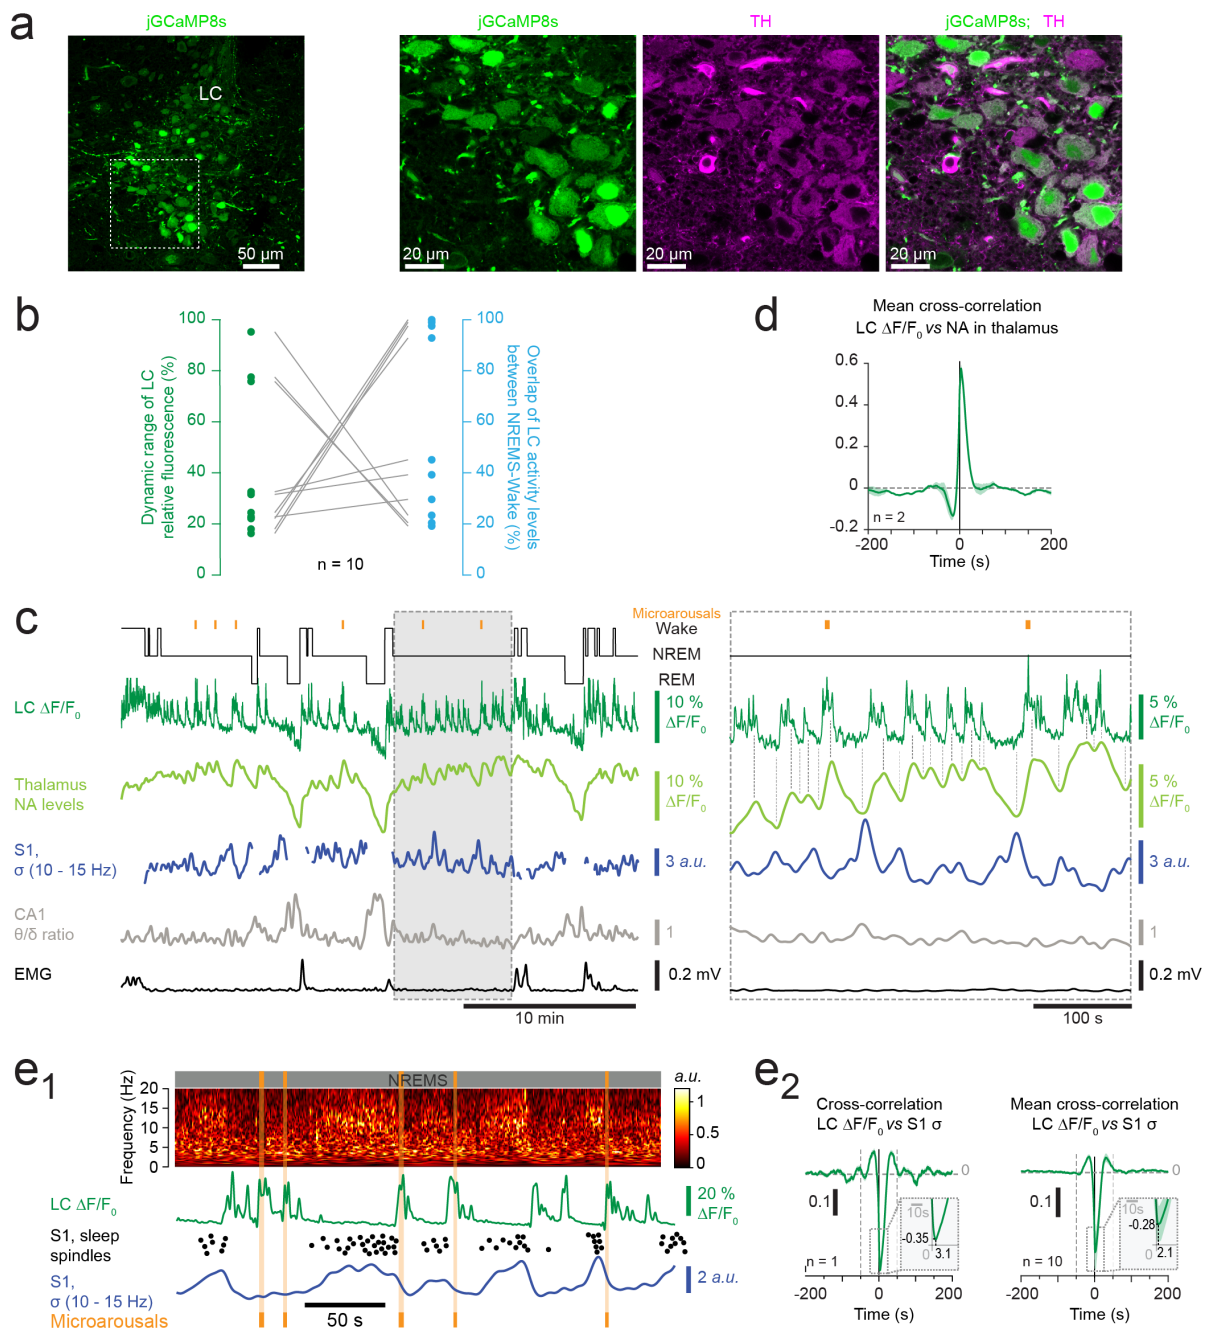 a
jGCaMP8s
LC
50 µm
jGCaMP8s
20 µm
TH
20 µm
jGCaMP8s; TH
20 µm
b
Dynamic range of LC
relative fluorescence (%)
100
80
60
40
20
0
n = 10
100
80
60
40
20
0
Overlap of LC activity levels
between NREMS-Wake (%)
d
Mean cross-correlation
LC ΔF/F0 vs NA in thalamus
0.6
0.4
0.2
0
-0.2
n = 2
-200
0
200
Time (s)
c
Microarousals
Wake
NREM
REM
LC ΔF/F0
10 %
ΔF/F0
5 %
ΔF/F0
Thalamus
NA levels
10 %
ΔF/F0
5 %
ΔF/F0
S1,
σ (10 - 15 Hz)
3 a.u.
3 a.u.
CA1
θ/δ ratio
1
1
EMG
0.2 mV
0.2 mV
10 min
100 s
e1
NREMS
Frequency (Hz)
20
15
10
5
0
a.u.
1
0.5
0
LC ΔF/F0
20 %
ΔF/F0
S1, sleep
spindles
S1,
σ (10 - 15 Hz)
2 a.u.
Microarousals
50 s
e2
Cross-correlation
LC ΔF/F0 vs S1 σ
0
0.1
10s
-0.35
0
3.1
n = 1
-200
0
200
Time (s)
Mean cross-correlation
LC ΔF/F0 vs S1 σ
0
0.1
10s
-0.28
0
2.1
n = 10
-200
0
200
Time (s)